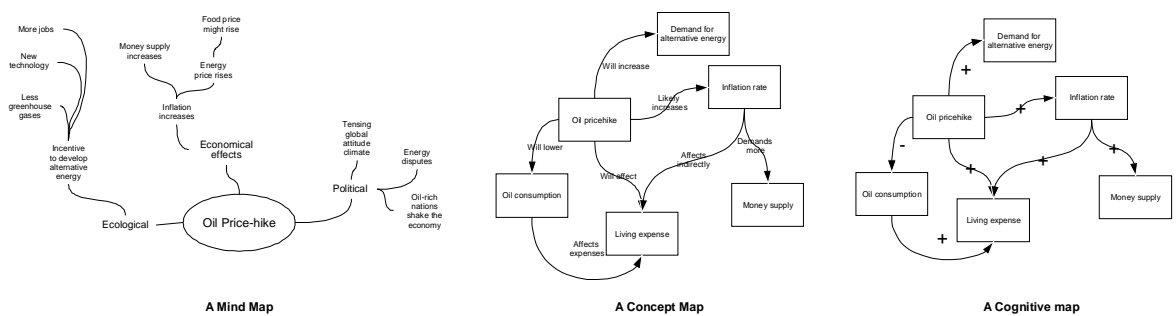 More jobs
New
technology
Less
greenhouse
gases
Incentive
to develop
alternative
energy
Ecological
Money supply
increases
Food price
might rise
Energy
price rises
Inflation
increases
Economical
effects
Oil Price-hike
Tensing
global
attitude
climate
Energy
disputes
Political
Oil-rich
nations
shake the
economy
A Mind Map
Demand for
alternative energy
Will increase
Inflation rate
Likely
increases
Oil pricehike
Will lower
Will affect
Affects
indirectly
Demands
more
Oil consumption
Money supply
Living expense
Affects
expenses
A Concept Map
Demand for
alternative energy
+
Inflation rate
+
Oil pricehike
-
+
+
+
Oil consumption
Money supply
Living expense
+
A Cognitive map